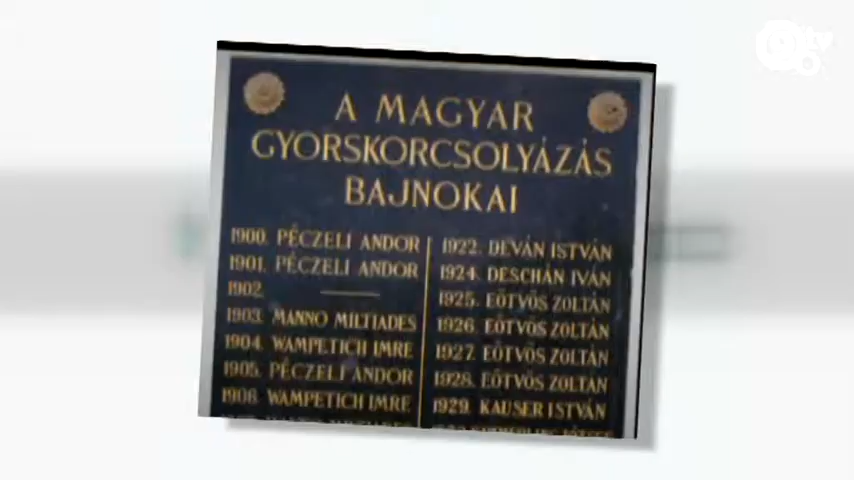 A MAGYAR
GYORSKORCSOLYÁZÁS
BAJNOKAI
1900. PÉCZELI ANDOR
1901. PÉCZELI ANDOR
1902.
1903. MANNO MILTIADES
1904. WAMPETICH IMRE
1905. PÉCZELI ANDOR
1908. WAMPETICH IMRE
1922. DEVÁN ISTVÁN
1924. DESCHÁN IVÁN
1925. EÖTVÖS ZOLTÁN
1926. EÖTVÖS ZOLTÁN
1927. EÖTVÖS ZOLTÁN
1928. EÖTVÖS ZOLTÁN
1929. KAUSER ISTVÁN